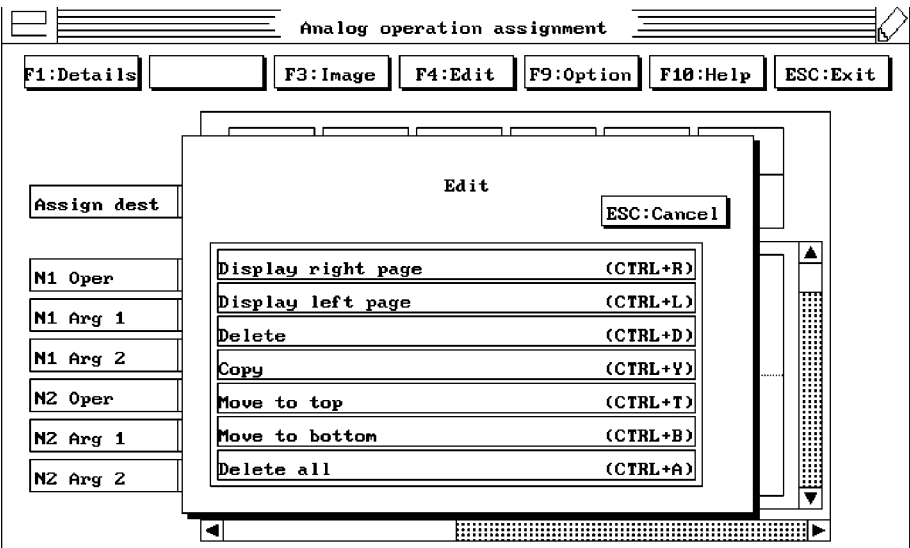 Analog operation assignment
F1:Details F3:Image F4:Edit F9:Option F10:Help ESC:Exit
Edit
ESC:Cancel
Assign dest
Display right page (CTRL+R)
Display left page (CTRL+L)
Delete (CTRL+D)
Copy (CTRL+Y)
Move to top (CTRL+T)
Move to bottom (CTRL+B)
Delete all (CTRL+A)
N1 Oper
N1 Arg 1
N1 Arg 2
N2 Oper
N2 Arg 1
N2 Arg 2